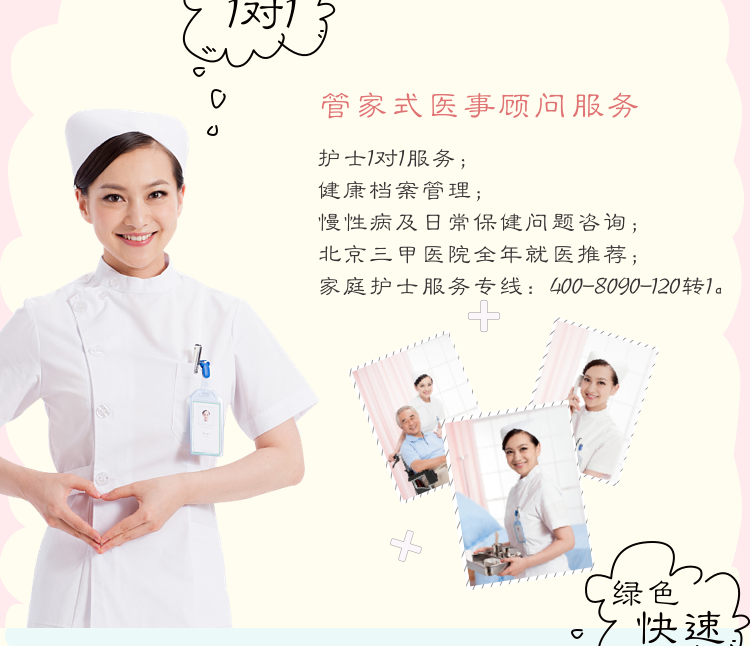 1对1
管家式医事顾问服务
护士1对1服务；
健康档案管理；
慢性病及日常保健问题咨询；
北京三甲医院全年就医推荐；
家庭护士服务专线：400-8090-120转1。
绿色
快速